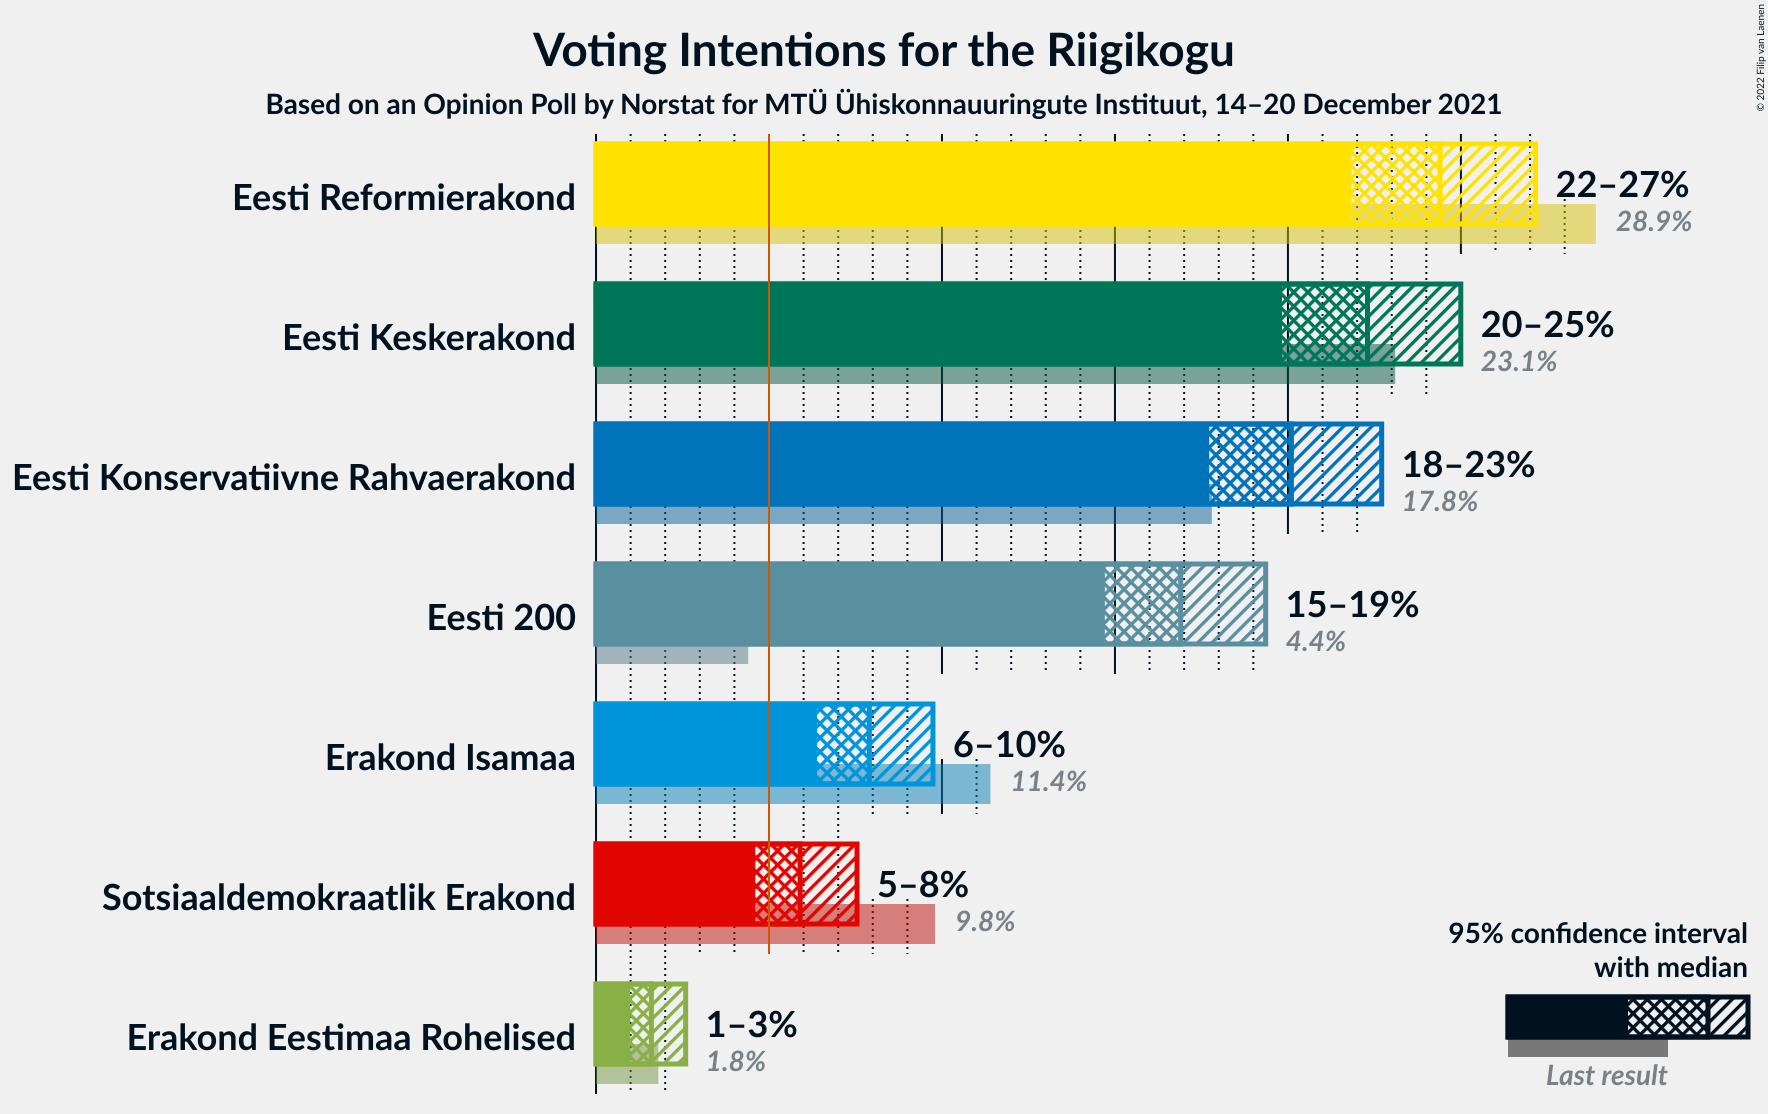 Voting Intentions for the Riigikogu
Based on an Opinion Poll by Norstat for MTÜ Ühiskonnauuringute Instituut, 14–20 December 2021
© 2022 Filip van Laenen
Eesti Reformierakond
22–27%
28.9%
Eesti Keskerakond
20–25%
23.1%
Eesti Konservatiivne Rahvaerakond
18–23%
17.8%
Eesti 200
15–19%
4.4%
Erakond Isamaa
6–10%
11.4%
Sotsiaaldemokraatlik Erakond
5–8%
9.8%
Erakond Eestimaa Rohelised
1–3%
1.8%
95% confidence interval
with median
Last result